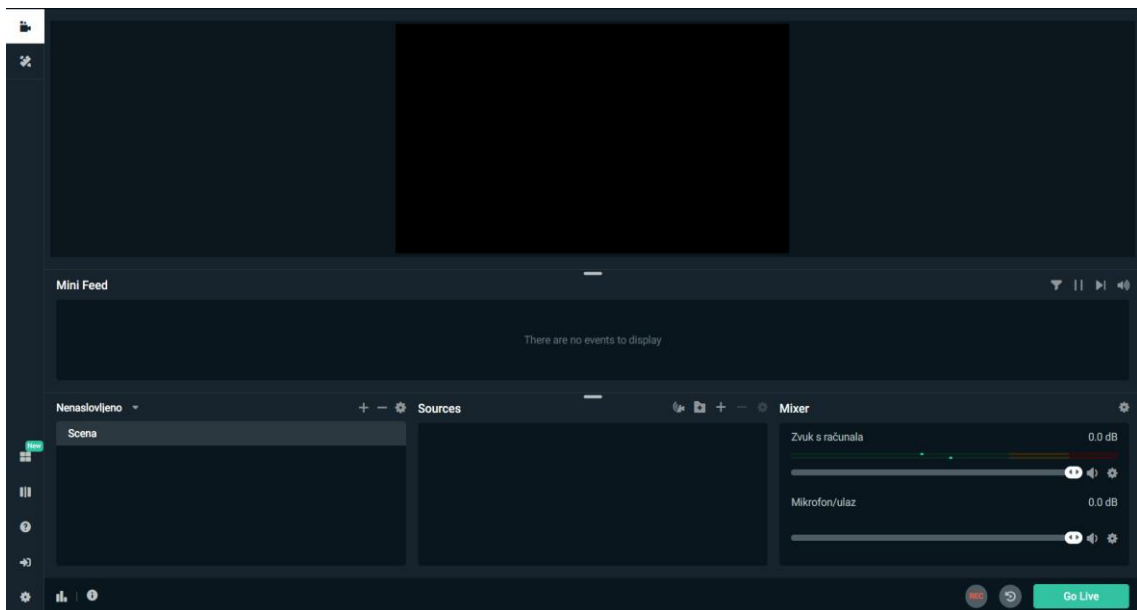 Mini Feed
There are no events to display
Nenaslovljeno
Scena
Sources
Mixer
Zvuk s računala 0.0 dB
Mikrofon/ulaz 0.0 dB
New
REC
Go Live